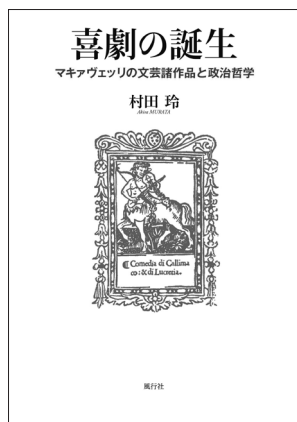 喜劇の誕生
マキァヴェッリの文芸諸作品と政治哲学
村田 玲
Akira MURATA
¶ Comedia di Callima
co: & di Lucretia.
風行社